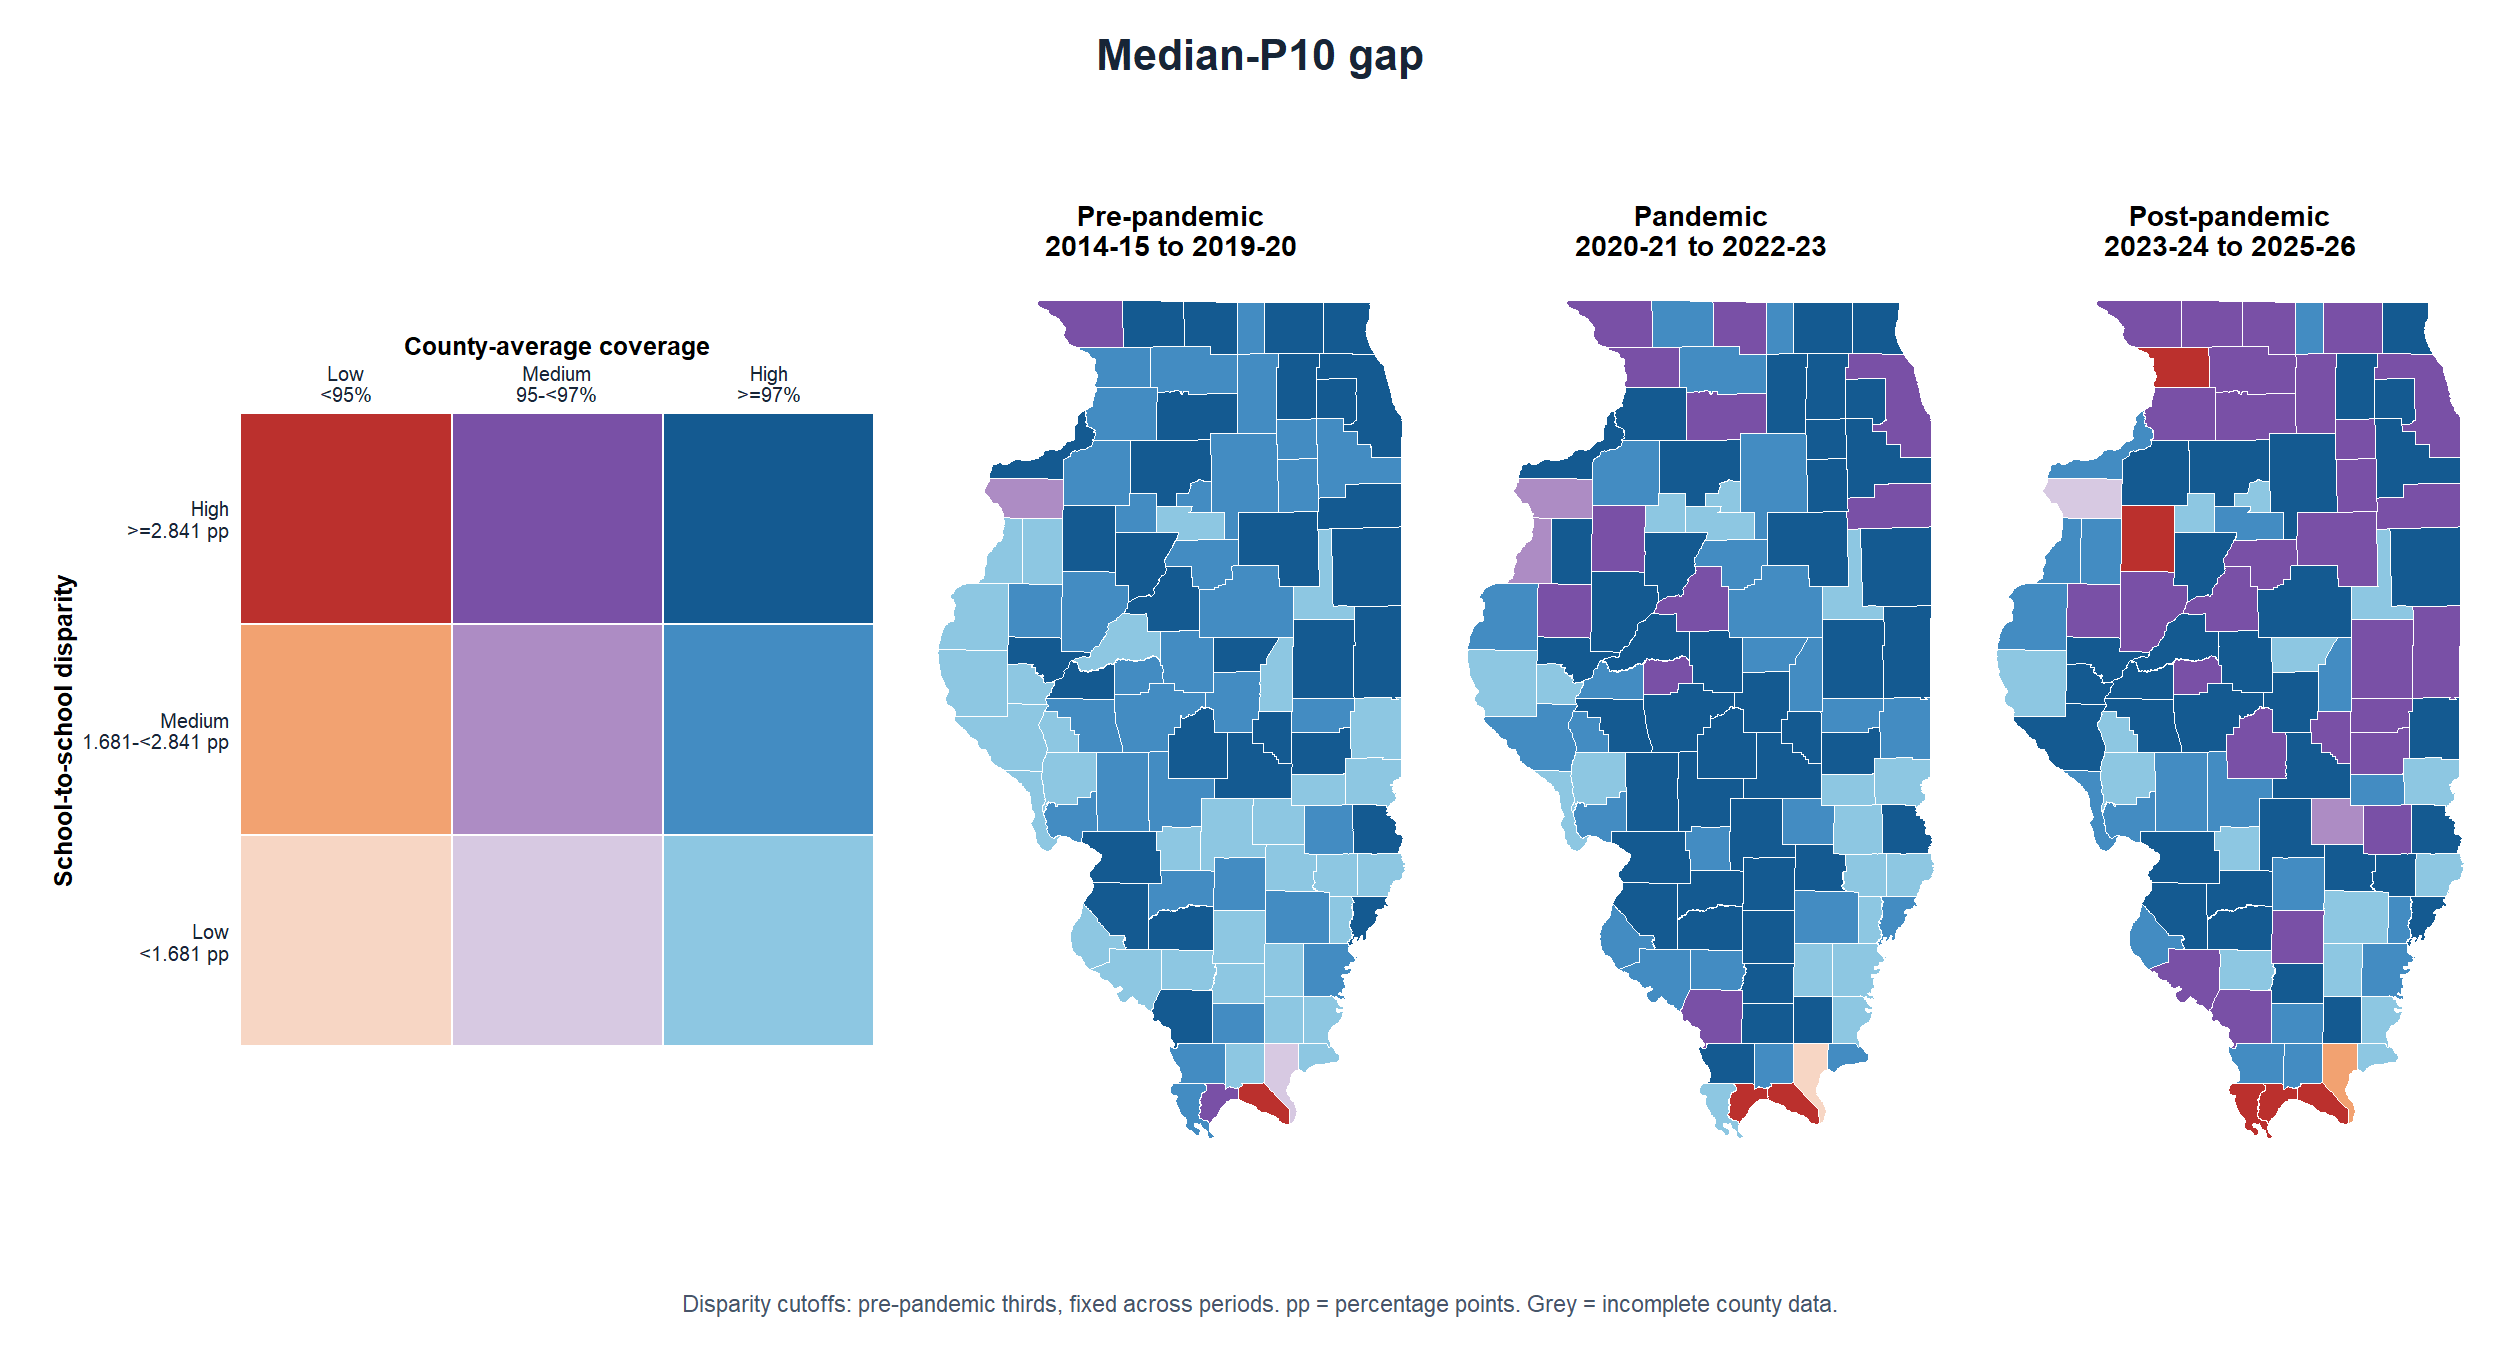 Median-P10 gap
Pre-pandemic
2014-15 to 2019-20
Pandemic
2020-21 to 2022-23
Post-pandemic
2023-24 to 2025-26
County-average coverage
Low
<95%
Medium
95-<97%
High
>=97%
School-to-school disparity
High
>=2.841 pp
Medium
1.681-<2.841 pp
Low
<1.681 pp
Disparity cutoffs: pre-pandemic thirds, fixed across periods. pp = percentage points. Grey = incomplete county data.